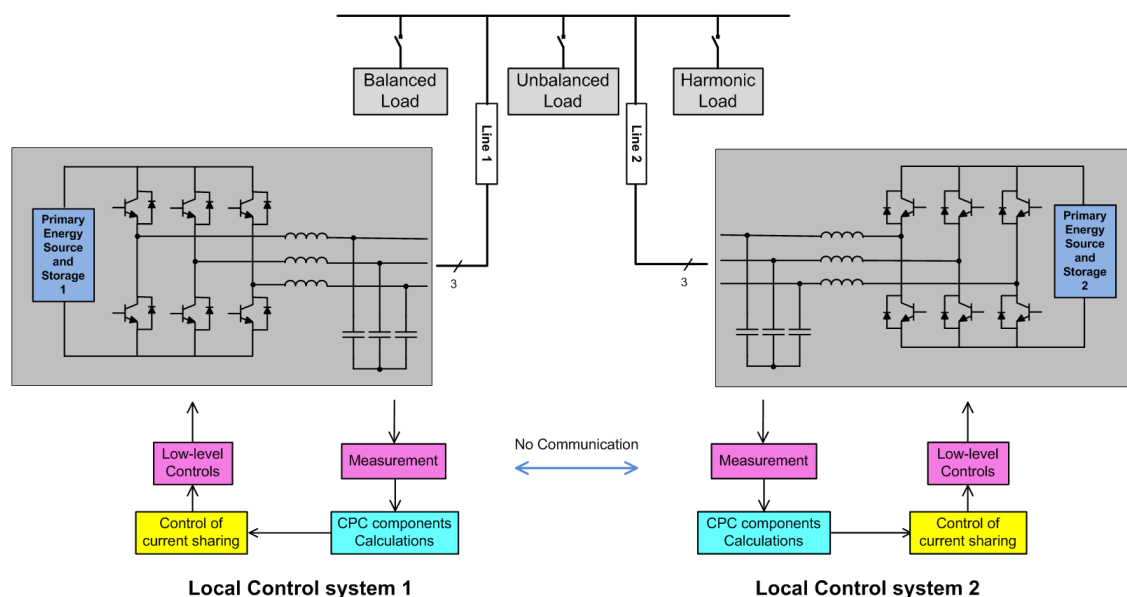 Balanced
Load
Unbalanced
Load
Harmonic
Load
Line 1
Line 2
Primary
Energy
Source
and
Storage
1
3
3
Primary
Energy
Source
and
Storage
2
Low-level
Controls
Measurement
No Communication
Measurement
Low-level
Controls
Control of
current sharing
CPC components
Calculations
CPC components
Calculations
Control of
current sharing
Local Control system 1
Local Control system 2